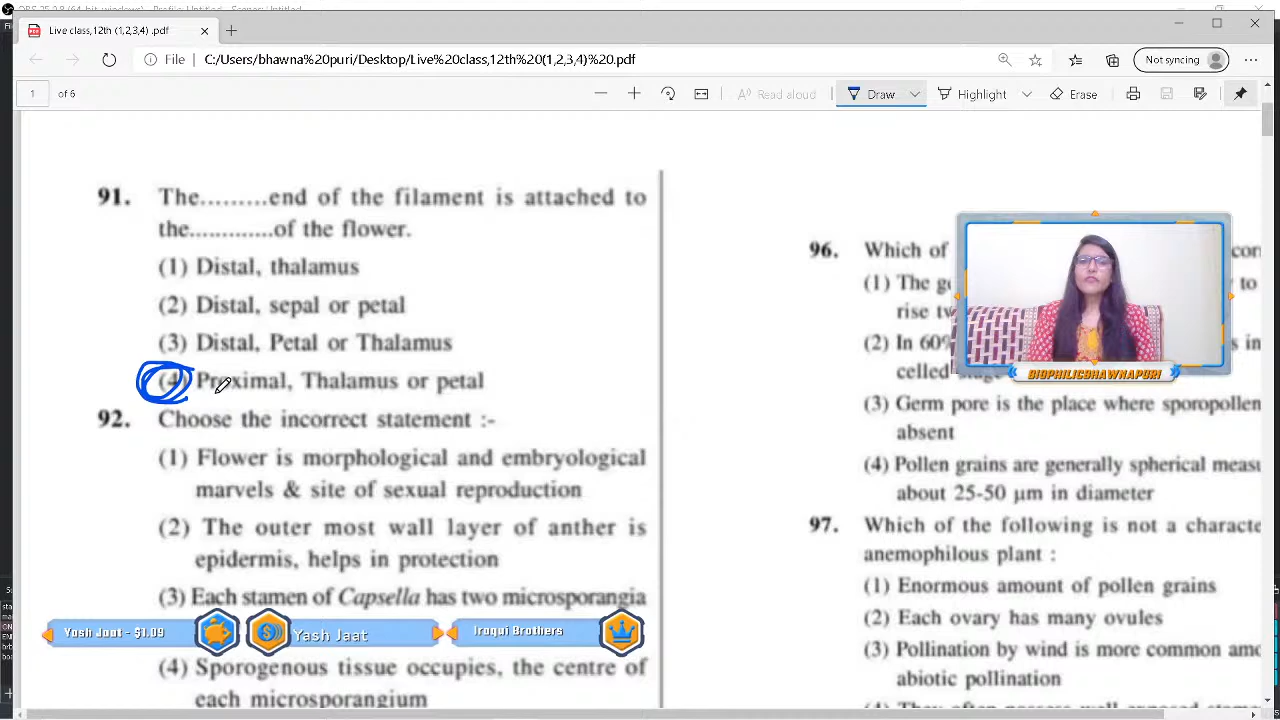 Live class,12th (1,2,3,4) .pdf
File
C:/Users/bhawna%20puri/Desktop/Live%20class,12th%20(1,2,3,4)%20.pdf
Not syncing
1 of 6
Read aloud
Draw
Highlight
Erase
91. The.........end of the filament is attached to
the.............of the flower.
(1) Distal, thalamus
(2) Distal, sepal or petal
(3) Distal, Petal or Thalamus
(4) Proximal, Thalamus or petal
92. Choose the incorrect statement :-
(1) Flower is morphological and embryological
marvels & site of sexual reproduction
(2) The outer most wall layer of anther is
epidermis, helps in protection
(3) Each stamen of Capsella has two microsporangia
(4) Sporogenous tissue occupies, the centre of
each microsporangium
96. Which of
(1) The
rise
(2) In 60%
celled stage
(3) Germ pore is the place where sporopollen
absent
(4) Pollen grains are generally spherical
about 25-50 μm in diameter
97. Which of the following is not a
anemophilous plant :
(1) Enormous amount of pollen grains
(2) Each ovary has many ovules
(3) Pollination by wind is more common
abiotic pollination
BIOPHILICBHAWNAPURI
Yash Jaat - $1.09
Yash Jaat
Iraqui Brothers